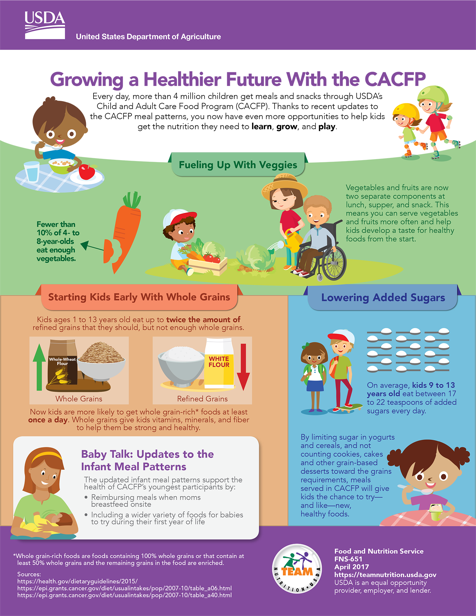 USDA
United States Department of Agriculture
Growing a Healthier Future With the CACFP
Every day, more than 4 million children get meals and snacks through USDA's
Child and Adult Care Food Program (CACFP). Thanks to recent updates to
the CACFP meal patterns, you now have even more opportunities to help kids
get the nutrition they need to learn, grow, and play.
Fueling Up With Veggies
Fewer than
10% of 4- to
8-year-olds
eat enough
vegetables.
Vegetables and fruits are now
two separate components at
lunch, supper, and snack. This
means you can serve vegetables
and fruits more often and help
kids develop a taste for healthy
foods from the start.
Starting Kids Early With Whole Grains
Kids ages 1 to 13 years old eat up to twice the amount of
refined grains that they should, but not enough whole grains.
Whole-Wheat
Flour
WHITE
FLOUR
Whole Grains
Refined Grains
Now kids are more likely to get whole grain-rich* foods at least
once a day. Whole grains give kids vitamins, minerals, and fiber
to help them be strong and healthy.
Lowering Added Sugars
On average, kids 9 to 13
years old eat between 17
to 22 teaspoons of added
sugars every day.
By limiting sugar in yogurts
and cereals, and not
counting cookies, cakes
and other grain-based
desserts toward the grains
requirements, meals
served in CACFP will give
kids the chance to try—
and like—new,
healthy foods.
Baby Talk: Updates to the
Infant Meal Patterns
The updated infant meal patterns support the
health of CACFP's youngest participants by:
• Reimbursing meals when moms
breastfeed onsite
• Including a wider variety of foods for babies
to try during their first year of life
*Whole grain-rich foods are foods containing 100% whole grains or that contain at
least 50% whole grains and the remaining grains in the food are enriched.
Sources:
https://health.gov/dietaryguidelines/2015/
https://epi.grants.cancer.gov/diet/usualintakes/pop/2007-10/table_a06.html
https://epi.grants.cancer.gov/diet/usualintakes/pop/2007-10/table_a40.html
TEAM
Nutrition
Food and Nutrition Service
FNS-651
April 2017
https://teamnutrition.usda.gov
USDA is an equal opportunity
provider, employer, and lender.